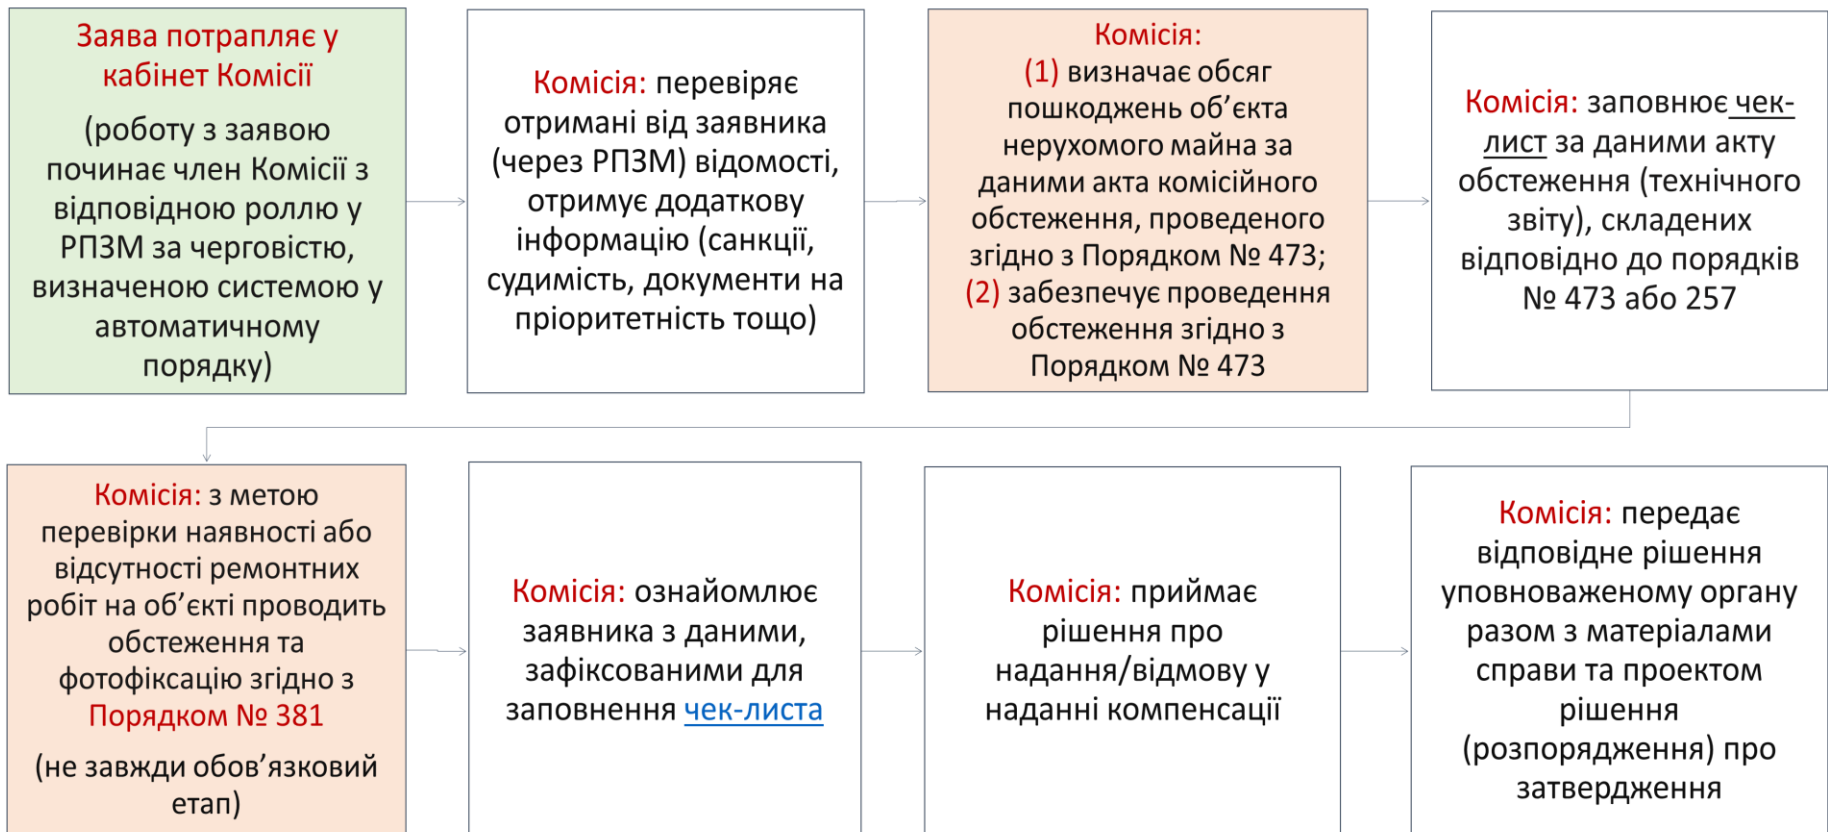 Заява потрапляє у
кабінет Комісії
(роботу з заявою
починає член Комісії з
відповідною роллю у
РПЗМ за черговістю,
визначеною системою у
автоматичному
порядку)
Комісія: перевіряє
отримані від заявника
(через РПЗМ) відомості,
отримує додаткову
інформацію (санкції,
судимість, документи на
пріоритетність тощо)
Комісія:
(1) визначає обсяг
пошкоджень об’єкта
нерухомого майна за
даними акта комісійного
обстеження, проведеного
згідно з Порядком № 473;
(2) забезпечує проведення
обстеження згідно з
Порядком № 473
Комісія: заповнює чек-
лист за даними акту
обстеження (технічного
звіту), складених
відповідно до порядків
№ 473 або 257
Комісія: з метою
перевірки наявності або
відсутності ремонтних
робіт на об’єкті проводить
обстеження та
фотофіксацію згідно з
Порядком № 381
(не завжди обов’язковий
етап)
Комісія: ознайомлює
заявника з даними,
зафіксованими для
заповнення чек-листа
Комісія: приймає
рішення про
надання/відмову у
наданні компенсації
Комісія: передає
відповідне рішення
уповноваженому органу
разом з матеріалами
справи та проектом
рішення
(розпорядження) про
затвердження